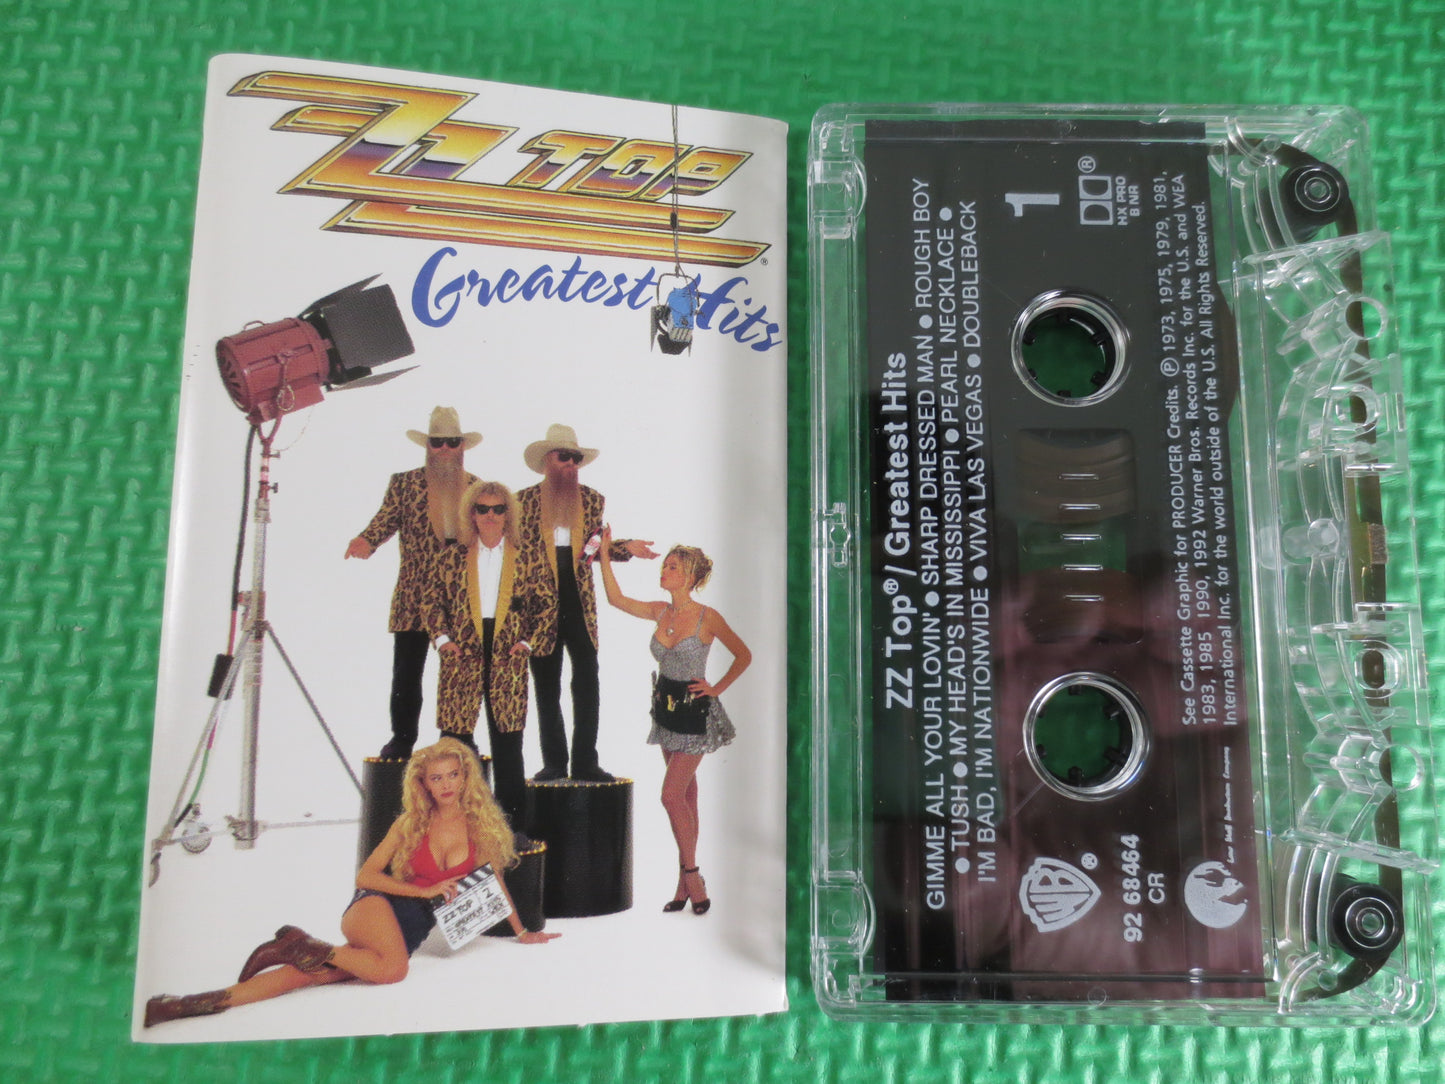 ZZ TOP®
Greatest Hits
ZZ TOP 2
ZZ Top®/Greatest Hits
GIMME ALL YOUR LOVIN' • SHARP DRESSED MAN • ROUGH BOY
• TUSH • MY HEAD'S IN MISSISSIPPI • PEARL NECKLACE •
I'M BAD, I'M NATIONWIDE • VIVA LAS VEGAS • DOUBLEBACK
1
®
HX PRO
B NR
WB®
92 68464
CR
See Cassette Graphic for PRODUCER Credits. ℗ 1973, 1975, 1979, 1981,
1983, 1985 1990, 1992 Warner Bros. Records Inc. for the U.S. and WEA
International Inc. for the world outside of the U.S. All Rights Reserved.